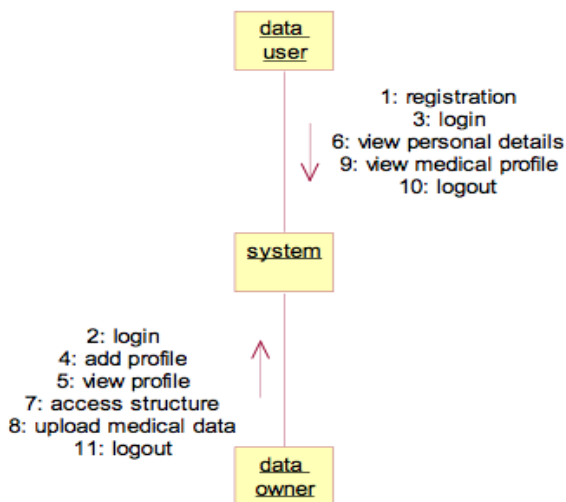 data
user
1: registration
3: login
6: view personal details
9: view medical profile
10: logout
system
2: login
4: add profile
5: view profile
7: access structure
8: upload medical data
11: logout
data
owner